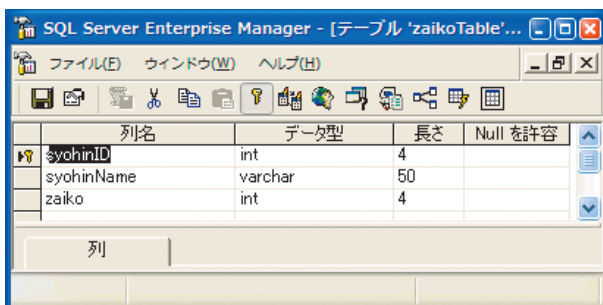 SQL Server Enterprise Manager - [テーブル 'zaikoTable'...
ファイル(F) ウインドウ(W) ヘルプ(H)
列名 データ型 長さ Null を許容
syohinID int 4
syohinName varchar 50
zaiko int 4
列